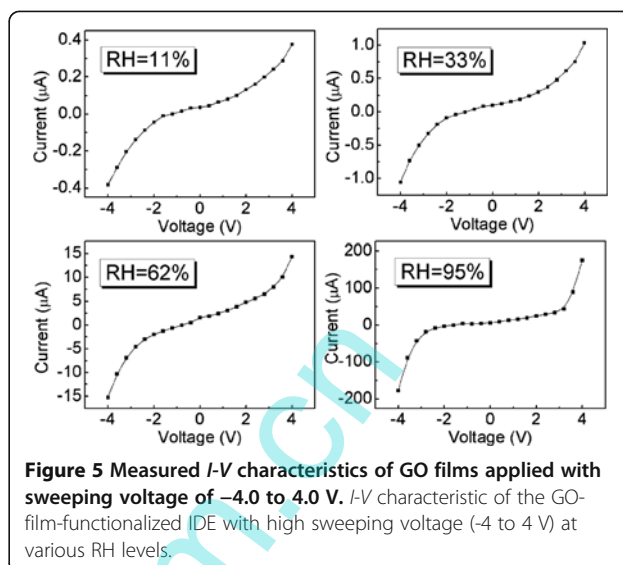 RH=11%
0.4
0.2
0.0
-0.2
-0.4
Current (μA)
-4 -2 0 2 4
Voltage (V)
RH=33%
1.0
0.5
0.0
-0.5
-1.0
Current (μA)
-4 -2 0 2 4
Voltage (V)
RH=62%
15
10
5
0
-5
-10
-15
Current (μA)
-4 -2 0 2 4
Voltage (V)
RH=95%
200
100
0
-100
-200
Current (μA)
-4 -2 0 2 4
Voltage (V)
Figure 5 Measured I-V characteristics of GO films applied with
sweeping voltage of −4.0 to 4.0 V. I-V characteristic of the GO-
film-functionalized IDE with high sweeping voltage (-4 to 4 V) at
various RH levels.
m.cn